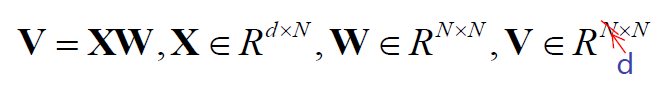 V = XW, X ∈ R^{d×N}, W ∈ R^{N×N}, V ∈ R^{N×N}
d